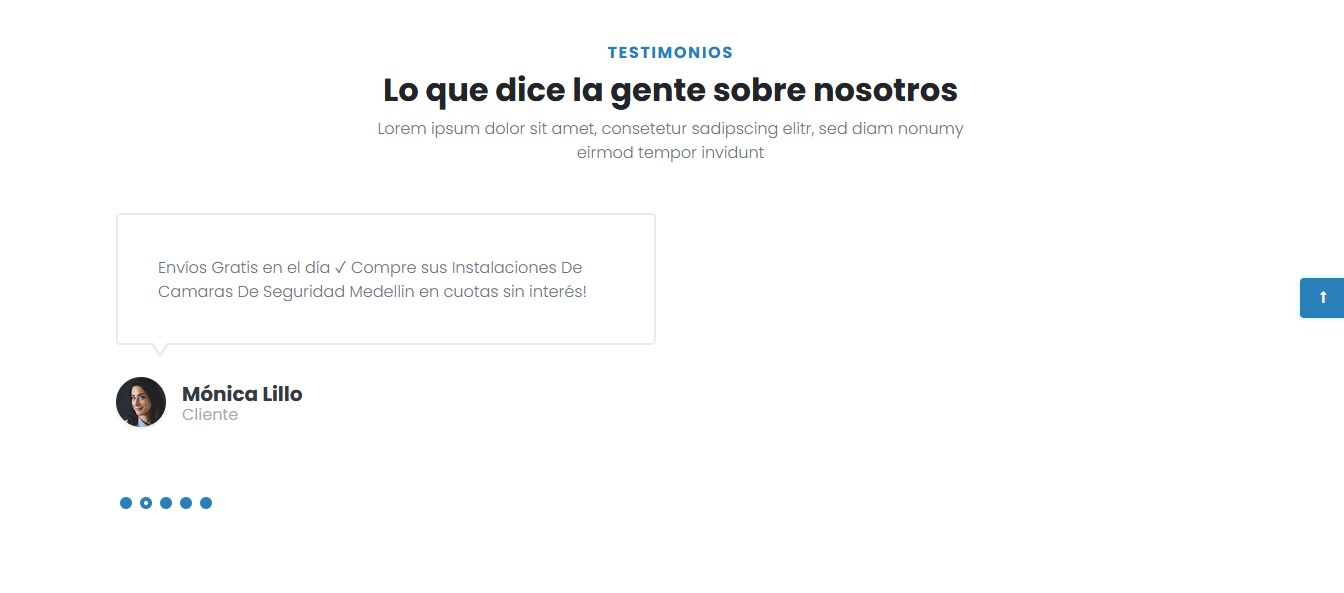 TESTIMONIOS
Lo que dice la gente sobre nosotros
Lorem ipsum dolor sit amet, consetetur sadipscing elitr, sed diam nonumy
eirmod tempor invidunt
Envíos Gratis en el día ✓ Compre sus Instalaciones De
Camaras De Seguridad Medellin en cuotas sin interés!
Mónica Lillo
Cliente